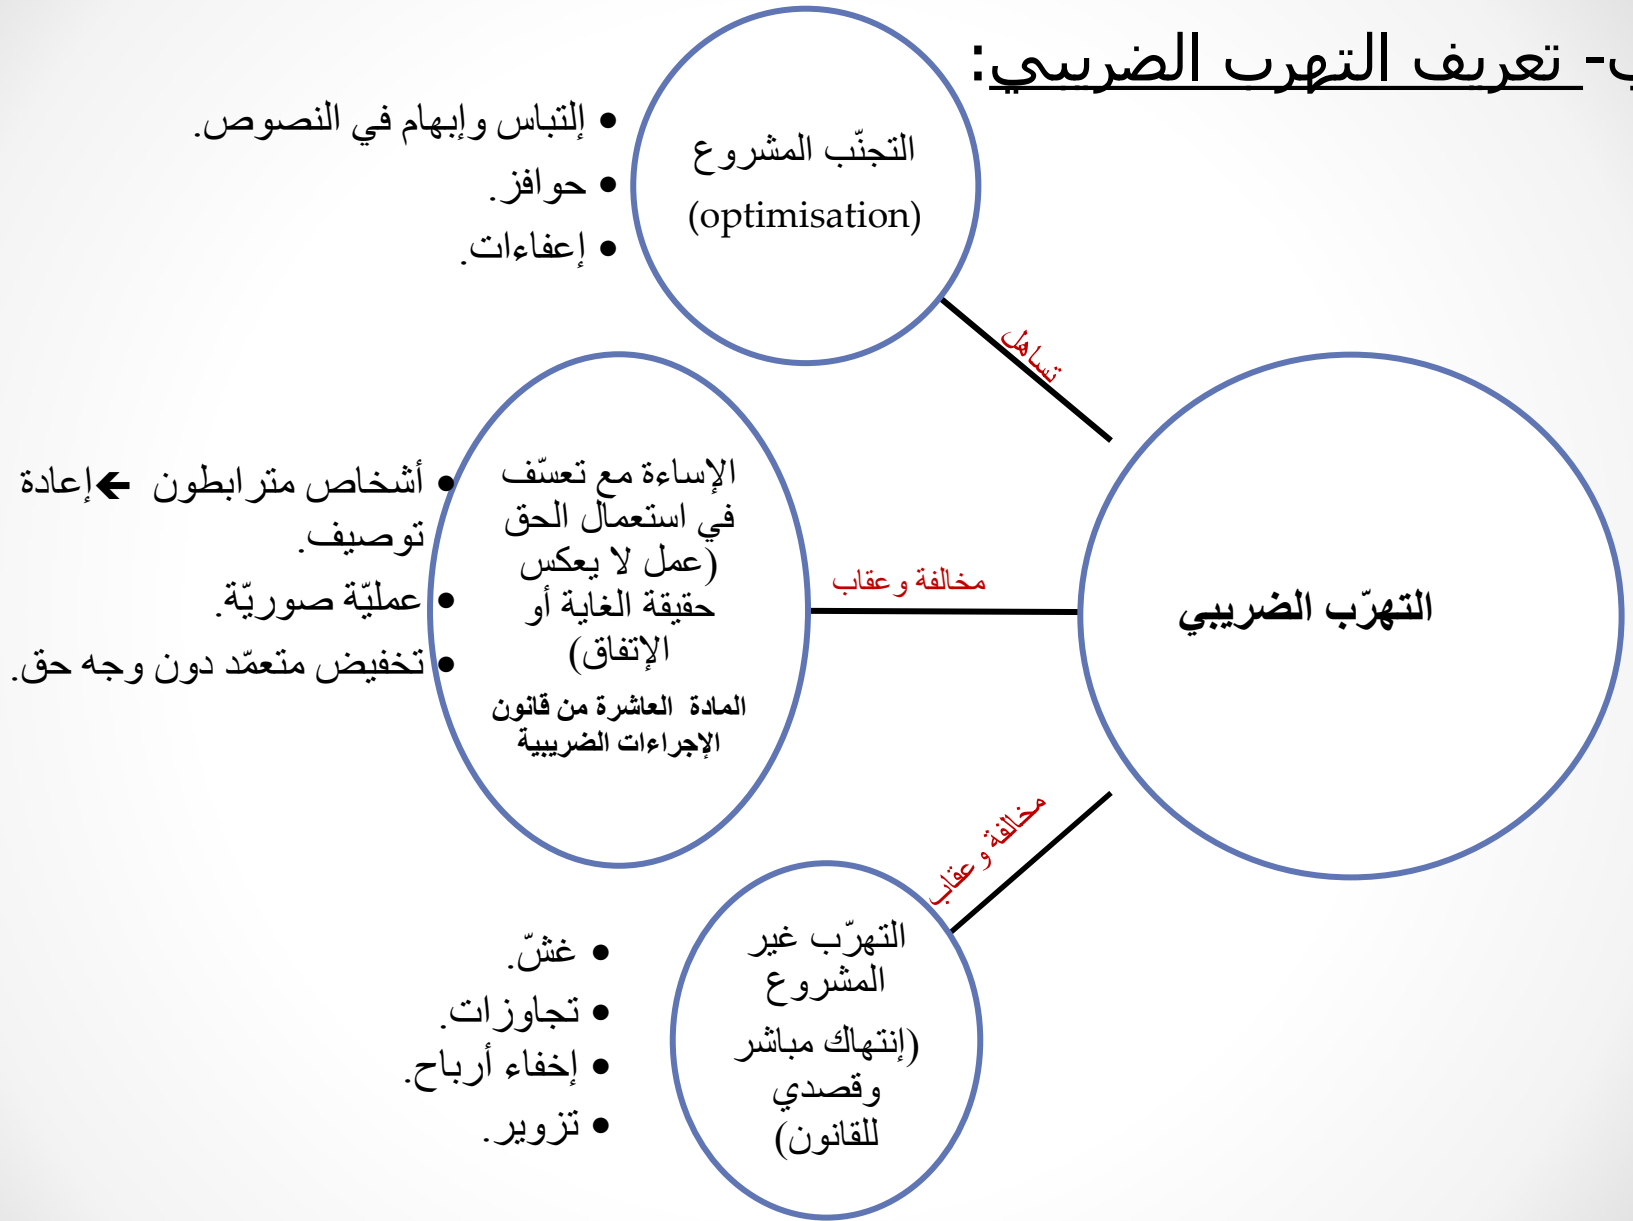 ب- تعريف التهرب الضريبي:
التجنّب المشروع
(optimisation)
• إلتباس وإبهام في النصوص.
• حوافز.
• إعفاءات.
تساهل
التهرّب الضريبي
مخالفة وعقاب
الإساءة مع تعسّف
في استعمال الحق
(عمل لا يعكس
حقيقة الغاية أو
الإتفاق)
المادة العاشرة من قانون
الإجراءات الضريبية
• أشخاص مترابطون ←إعادة
توصيف.
• عمليّة صوريّة.
• تخفيض متعمّد دون وجه حق.
مخالفة وعقاب
التهرّب غير
المشروع
(إنتهاك مباشر
وقصدي
للقانون)
• غشّ.
• تجاوزات.
• إخفاء أرباح.
• تزوير.